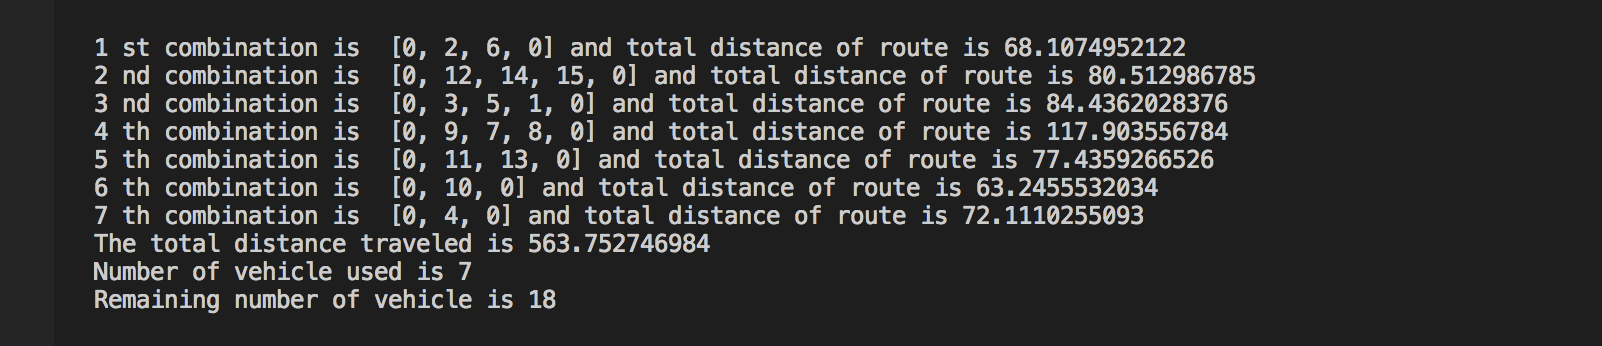 1 st combination is  [0, 2, 6, 0] and total distance of route is 68.1074952122
2 nd combination is  [0, 12, 14, 15, 0] and total distance of route is 80.512986785
3 nd combination is  [0, 3, 5, 1, 0] and total distance of route is 84.4362028376
4 th combination is  [0, 9, 7, 8, 0] and total distance of route is 117.903556784
5 th combination is  [0, 11, 13, 0] and total distance of route is 77.4359266526
6 th combination is  [0, 10, 0] and total distance of route is 63.2455532034
7 th combination is  [0, 4, 0] and total distance of route is 72.1110255093
The total distance traveled is 563.752746984
Number of vehicle used is 7
Remaining number of vehicle is 18